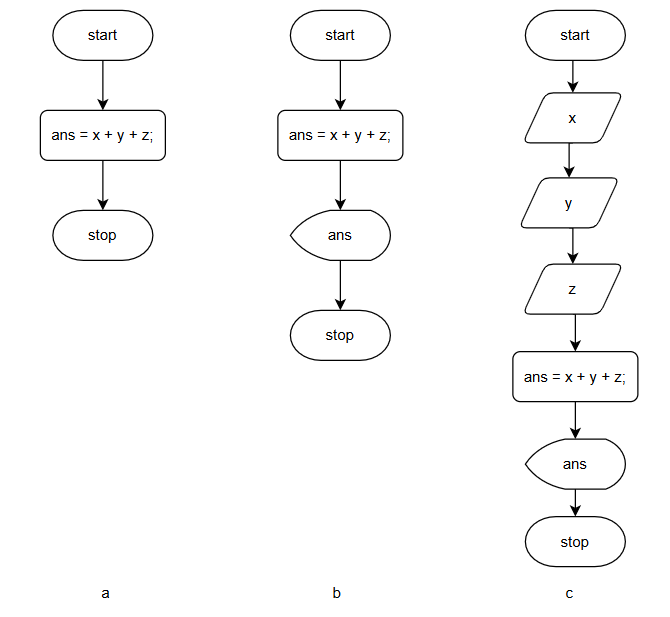 start
ans = x + y + z;
stop
a
start
ans = x + y + z;
ans
stop
b
start
x
y
z
ans = x + y + z;
ans
stop
c